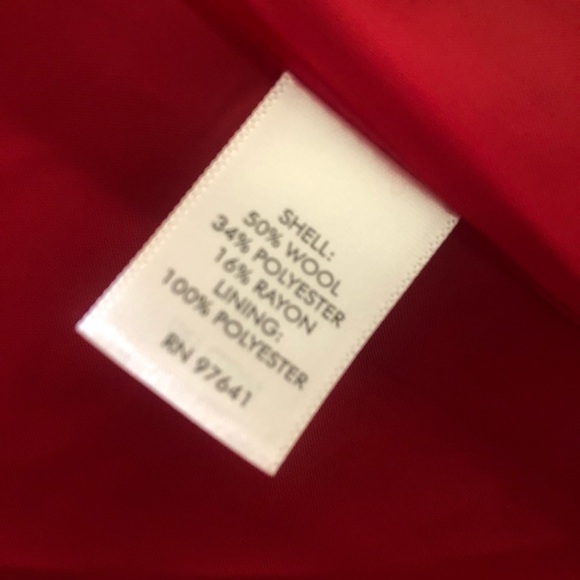 SHELL:
50% WOOL
34% POLYESTER
16% RAYON
LINING:
100% POLYESTER
RN 97641